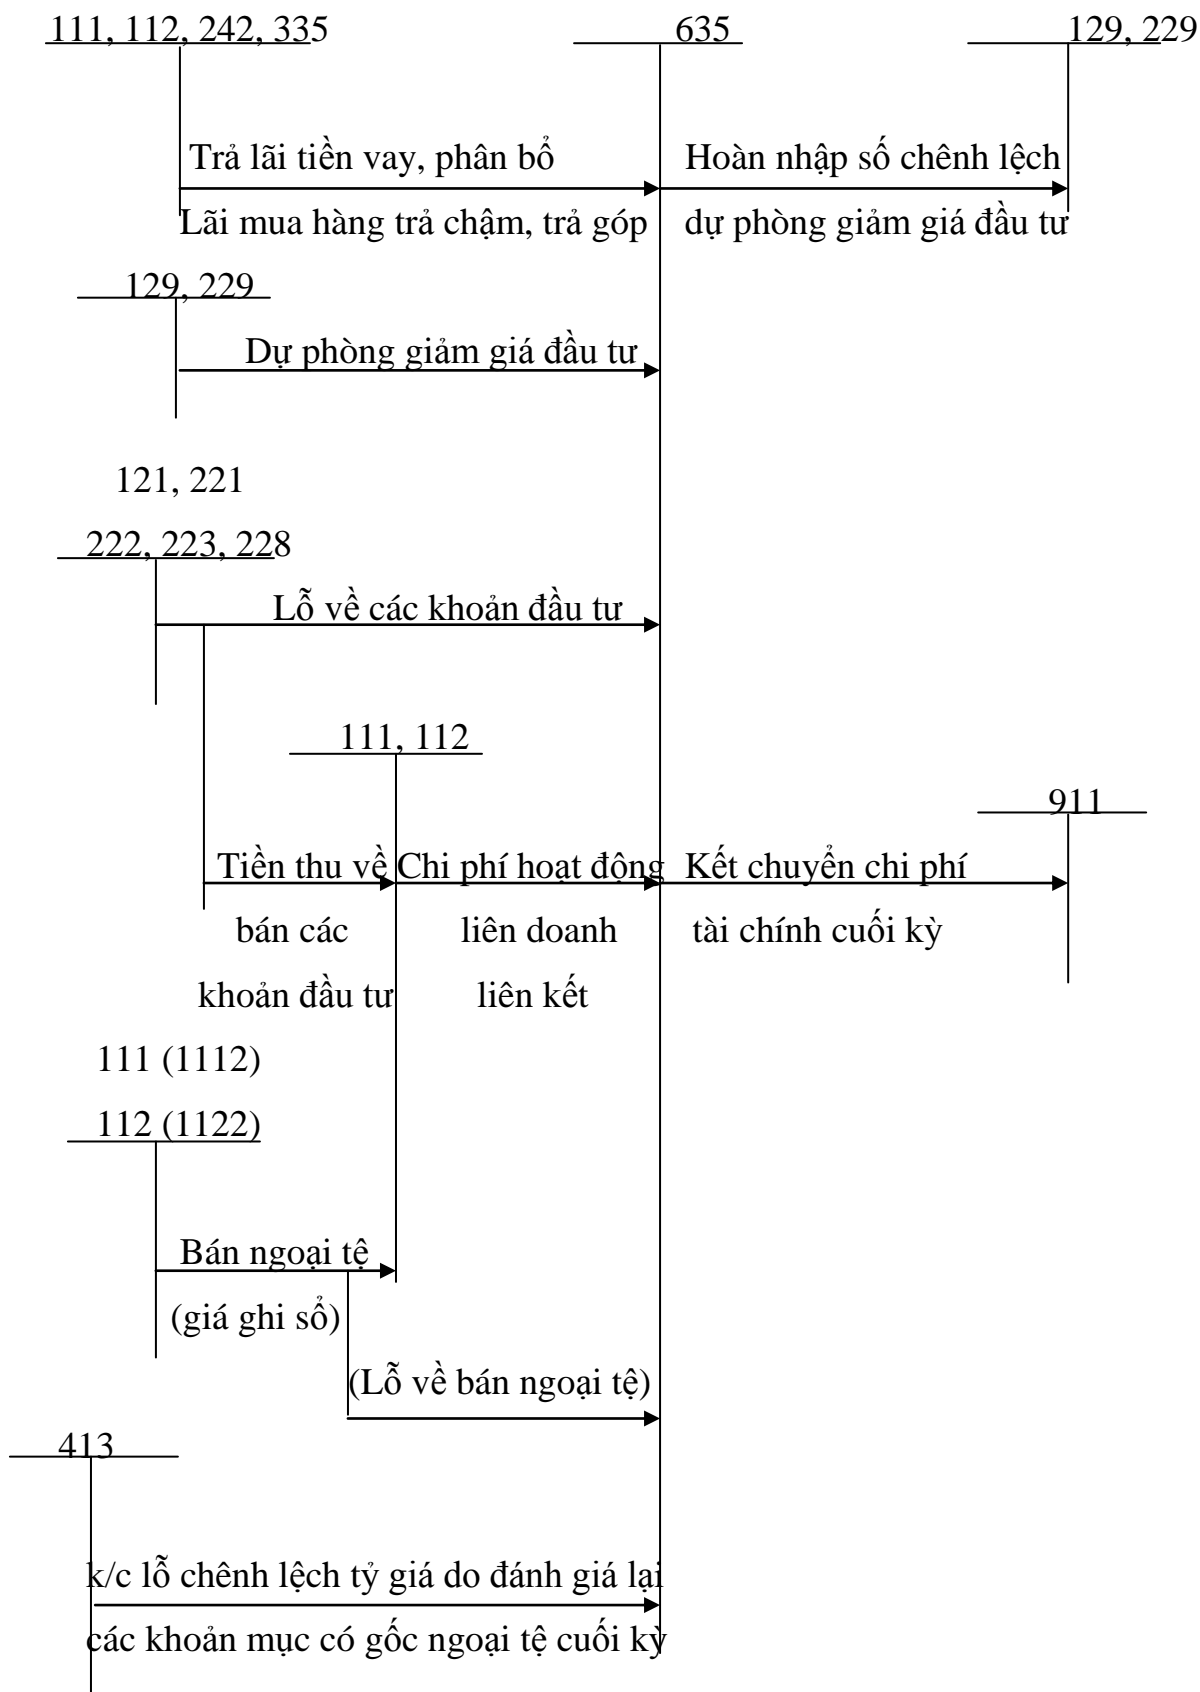 111, 112, 242, 335
635
129, 229
Trả lãi tiền vay, phân bổ
Hoàn nhập số chênh lệch
Lãi mua hàng trả chậm, trả góp
dự phòng giảm giá đầu tư
129, 229
Dự phòng giảm giá đầu tư
121, 221
222, 223, 228
Lỗ về các khoản đầu tư
111, 112
911
Tiền thu về
Chi phí hoạt động
Kết chuyển chi phí
bán các
liên doanh
tài chính cuối kỳ
khoản đầu tư
liên kết
111 (1112)
112 (1122)
Bán ngoại tệ
(giá ghi sổ)
(Lỗ về bán ngoại tệ)
413
k/c lỗ chênh lệch tỷ giá do đánh giá lại
các khoản mục có gốc ngoại tệ cuối kỳ